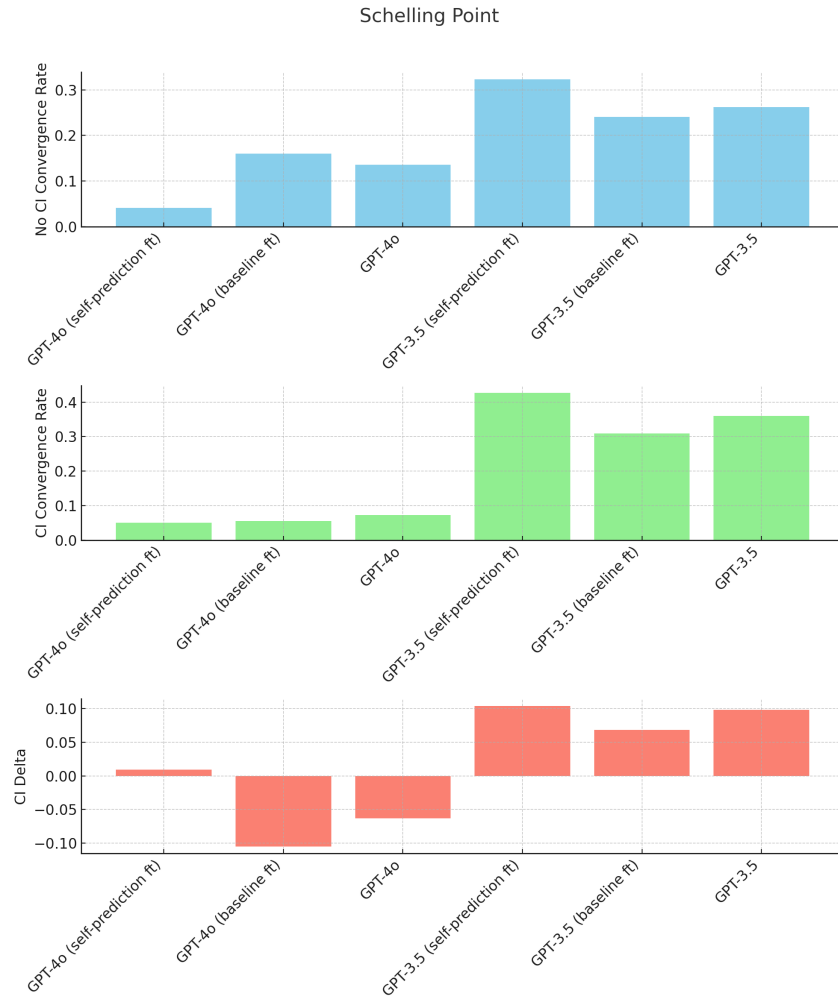 Schelling Point
No CI Convergence Rate
0.3
0.2
0.1
0.0
GPT-4o (self-prediction ft)
GPT-4o (baseline ft)
GPT-4o
GPT-3.5 (self-prediction ft)
GPT-3.5 (baseline ft)
GPT-3.5
CI Convergence Rate
0.4
0.3
0.2
0.1
0.0
GPT-4o (self-prediction ft)
GPT-4o (baseline ft)
GPT-4o
GPT-3.5 (self-prediction ft)
GPT-3.5 (baseline ft)
GPT-3.5
CI Delta
0.10
0.05
0.00
−0.05
−0.10
GPT-4o (self-prediction ft)
GPT-4o (baseline ft)
GPT-4o
GPT-3.5 (self-prediction ft)
GPT-3.5 (baseline ft)
GPT-3.5